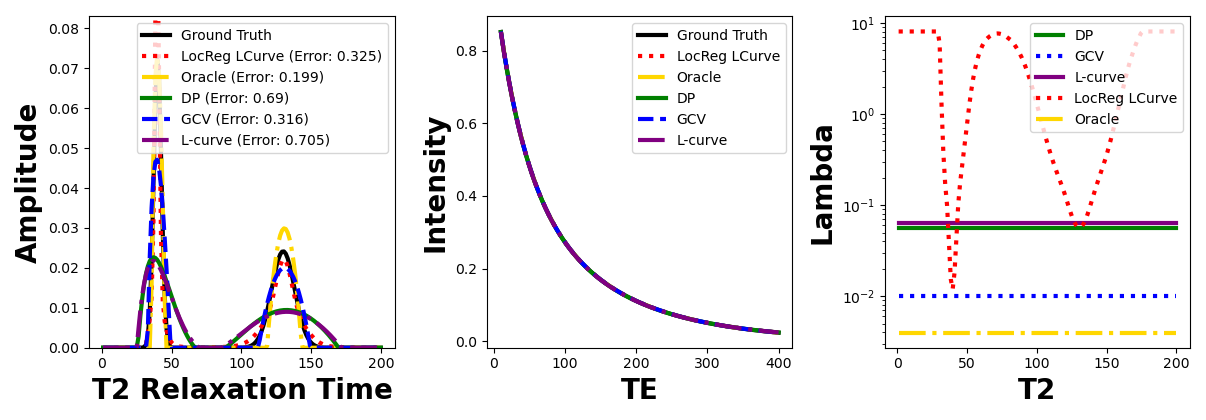 Amplitude
0.08
0.07
0.06
0.05
0.04
0.03
0.02
0.01
0.00
Ground Truth
LocReg LCurve (Error: 0.325)
Oracle (Error: 0.199)
DP (Error: 0.69)
GCV (Error: 0.316)
L-curve (Error: 0.705)
0 50 100 150 200
T2 Relaxation Time
Intensity
0.8
0.6
0.4
0.2
0.0
Ground Truth
LocReg LCurve
Oracle
DP
GCV
L-curve
0 100 200 300 400
TE
Lambda
10^1
10^0
10^-1
10^-2
DP
GCV
L-curve
LocReg LCurve
Oracle
0 50 100 150 200
T2